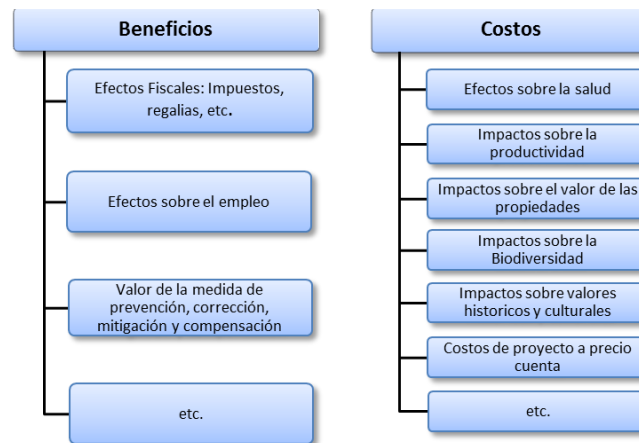 Beneficios
Efectos Fiscales: Impuestos,
regalias, etc.
Efectos sobre el empleo
Valor de la medida de
prevención, corrección,
mitigación y compensación
etc.
Costos
Efectos sobre la salud
Impactos sobre la
productividad
Impactos sobre el valor de las
propiedades
Impactos sobre la
Biodiversidad
Impactos sobre valores
historicos y culturales
Costos de proyecto a precio
cuenta
etc.